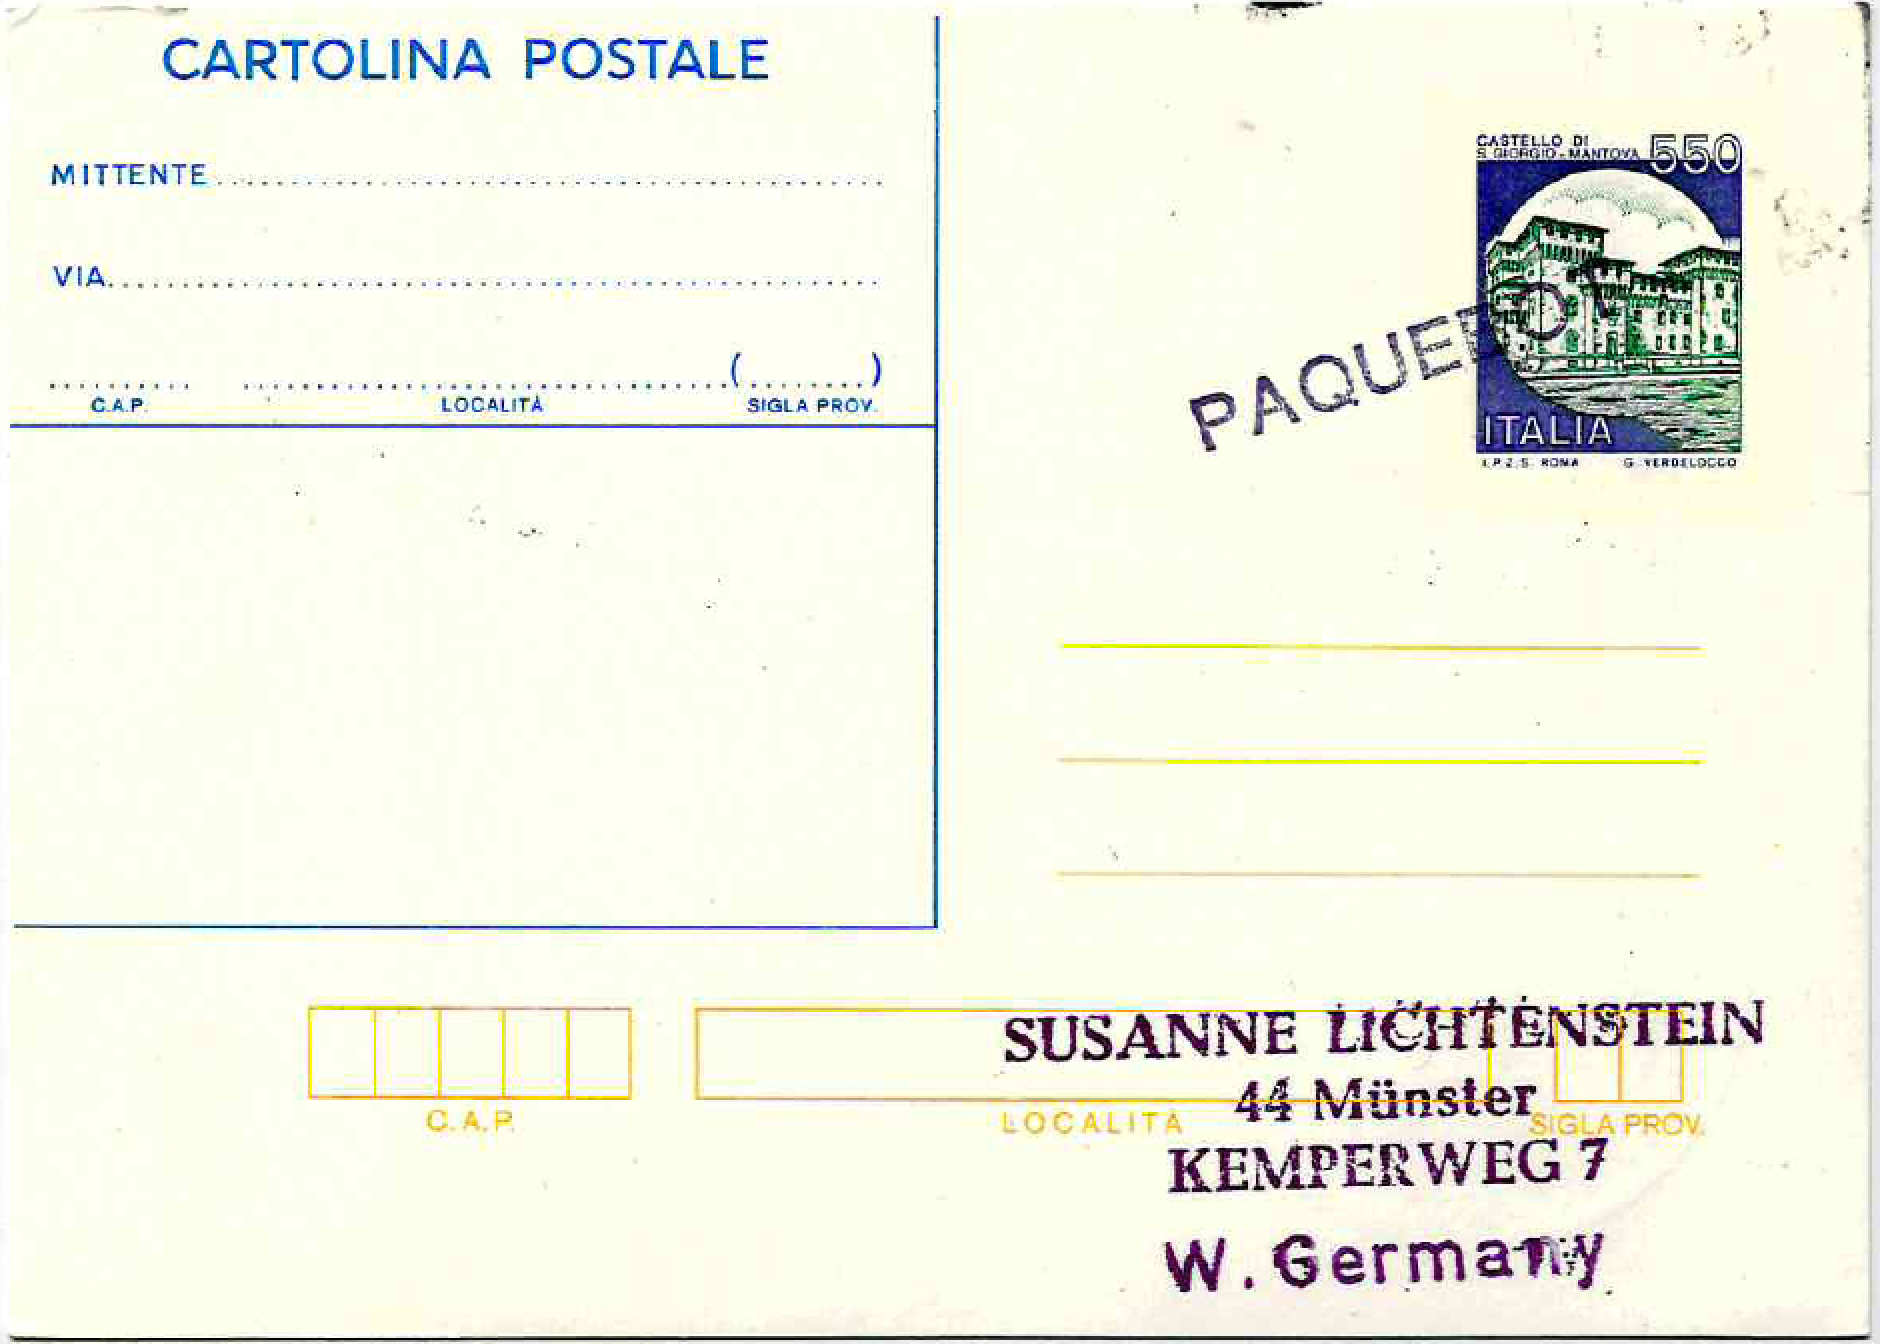 CARTOLINA POSTALE
MITTENTE
VIA
( )
C.A.P. LOCALITÀ SIGLA PROV.
CASTELLO DI
S. GIORGIO - MANTOVA 550
PAQUEBOT
ITALIA
I.P.Z.S. ROMA G. VERDELOCCO
SUSANNE LICHTENSTEIN
44 Münster
C.A.P. LOCALITÀ SIGLA PROV.
KEMPERWEG 7
W. Germany